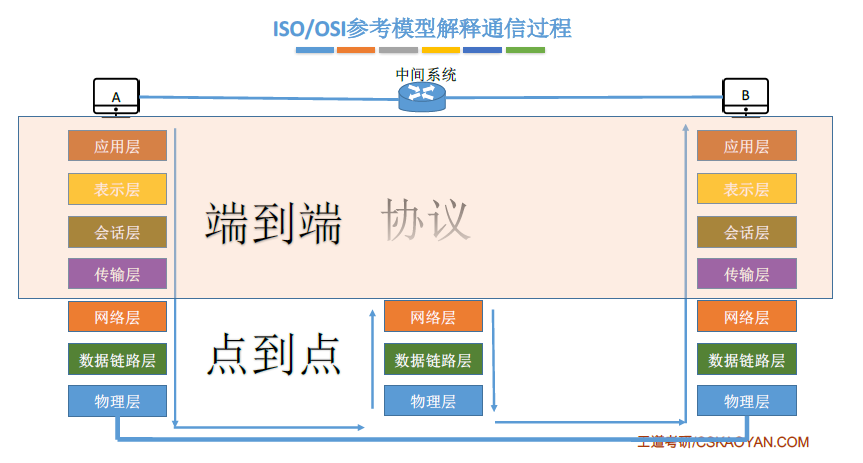 ISO/OSI参考模型解释通信过程
中间系统
A
B
应用层
应用层
表示层
表示层
端到端
协议
会话层
会话层
传输层
传输层
网络层
网络层
网络层
点到点
数据链路层
数据链路层
数据链路层
物理层
物理层
物理层
王道考研/CSKAOYAN.COM